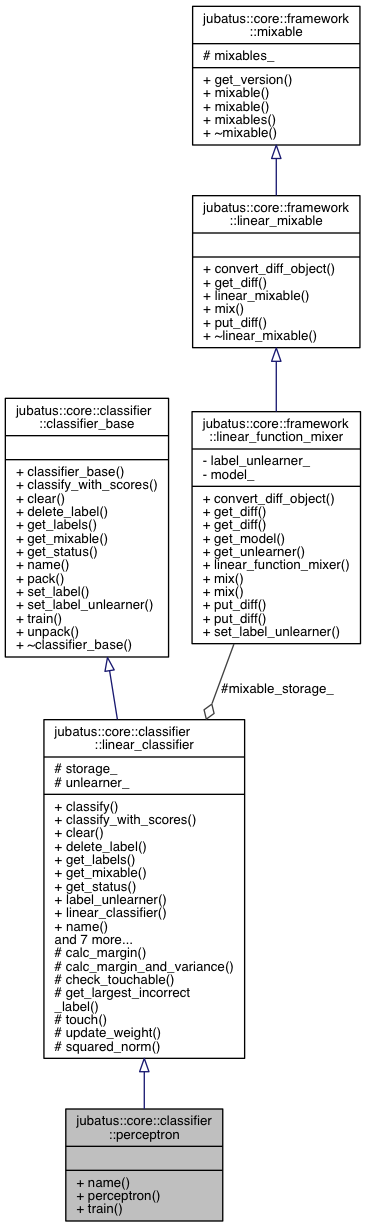 jubatus::core::framework
::mixable
# mixables_
+ get_version()
+ mixable()
+ mixable()
+ mixables()
+ ~mixable()
jubatus::core::framework
::linear_mixable
+ convert_diff_object()
+ get_diff()
+ linear_mixable()
+ mix()
+ put_diff()
+ ~linear_mixable()
jubatus::core::classifier
::classifier_base
+ classifier_base()
+ classify_with_scores()
+ clear()
+ delete_label()
+ get_labels()
+ get_mixable()
+ get_status()
+ name()
+ pack()
+ set_label()
+ set_label_unlearner()
+ train()
+ unpack()
+ ~classifier_base()
jubatus::core::framework
::linear_function_mixer
- label_unlearner_
- model_
+ convert_diff_object()
+ get_diff()
+ get_diff()
+ get_model()
+ get_unlearner()
+ linear_function_mixer()
+ mix()
+ mix()
+ put_diff()
+ put_diff()
+ set_label_unlearner()
#mixable_storage_
jubatus::core::classifier
::linear_classifier
# storage_
# unlearner_
+ classify()
+ classify_with_scores()
+ clear()
+ delete_label()
+ get_labels()
+ get_mixable()
+ get_status()
+ label_unlearner()
+ linear_classifier()
+ name()
and 7 more...
# calc_margin()
# calc_margin_and_variance()
# check_touchable()
# get_largest_incorrect
_label()
# touch()
# update_weight()
# squared_norm()
jubatus::core::classifier
::perceptron
+ name()
+ perceptron()
+ train()